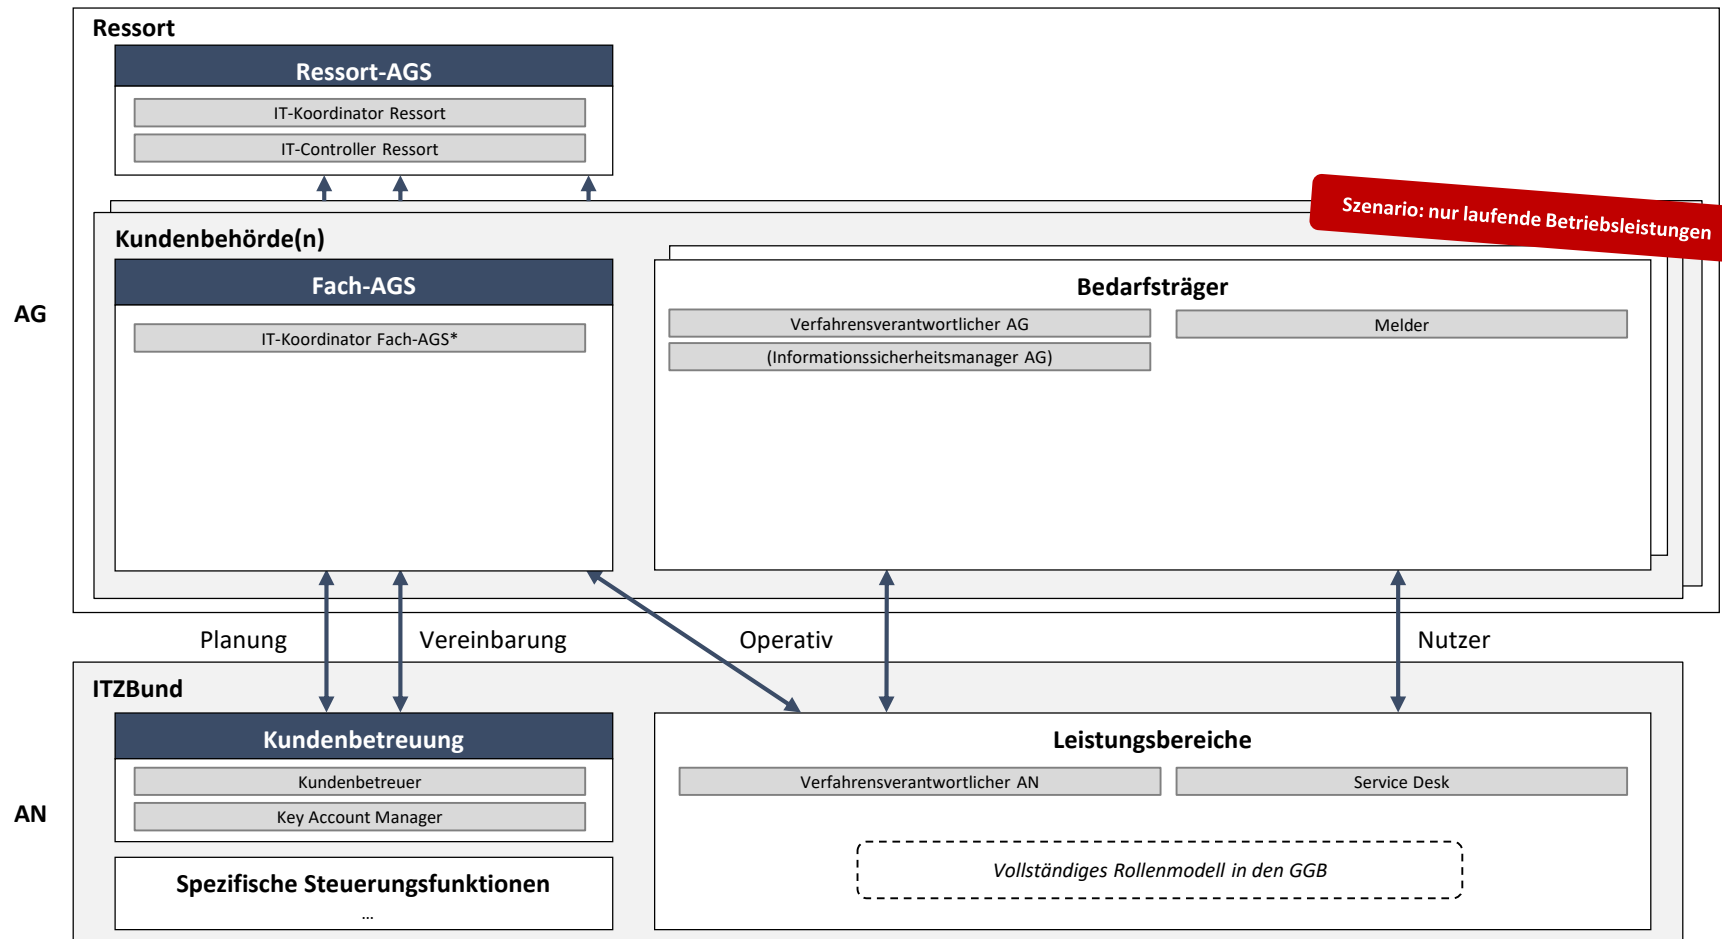 Ressort
Ressort-AGS
IT-Koordinator Ressort
IT-Controller Ressort
Szenario: nur laufende Betriebsleistungen
Kundenbehörde(n)
AG
Fach-AGS
IT-Koordinator Fach-AGS*
Bedarfsträger
Verfahrensverantwortlicher AG
Melder
(Informationssicherheitsmanager AG)
Planung
Vereinbarung
Operativ
Nutzer
ITZBund
AN
Kundenbetreuung
Kundenbetreuer
Key Account Manager
Spezifische Steuerungsfunktionen
...
Leistungsbereiche
Verfahrensverantwortlicher AN
Service Desk
Vollständiges Rollenmodell in den GGB